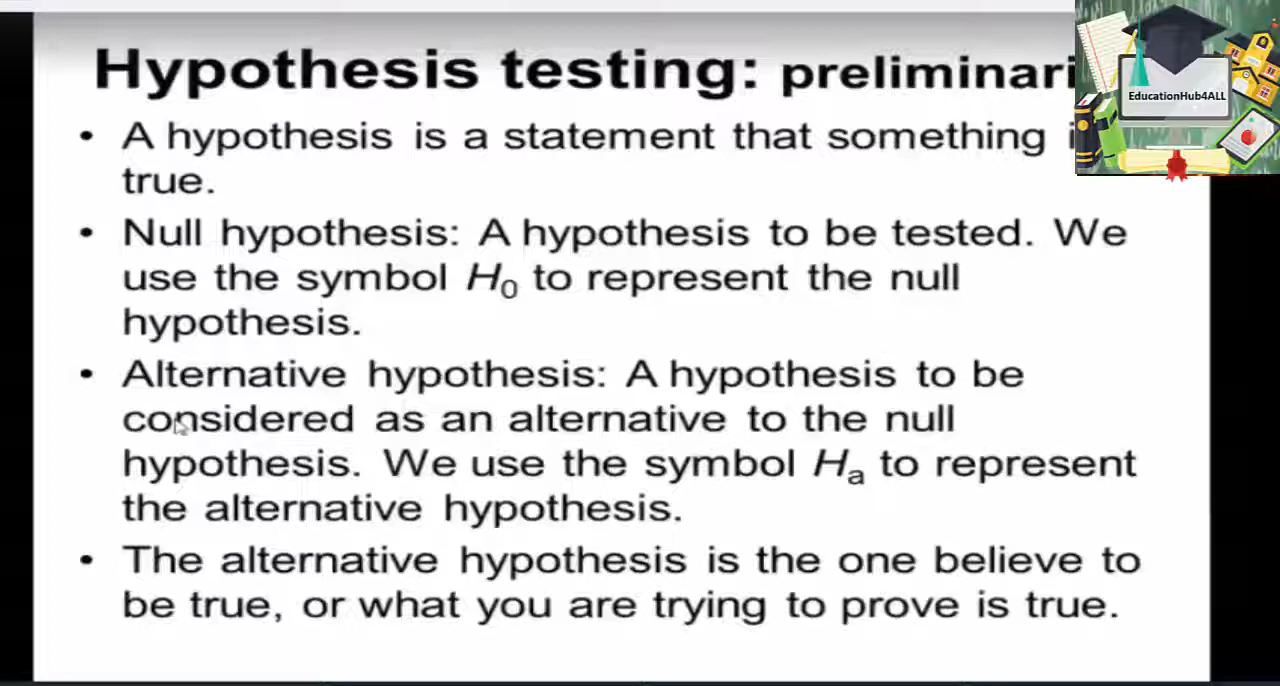 Hypothesis testing: preliminari
EducationHub4ALL
• A hypothesis is a statement that something
true.
• Null hypothesis: A hypothesis to be tested. We
use the symbol H₀ to represent the null
hypothesis.
• Alternative hypothesis: A hypothesis to be
considered as an alternative to the null
hypothesis. We use the symbol Hₐ to represent
the alternative hypothesis.
• The alternative hypothesis is the one believe to
be true, or what you are trying to prove is true.